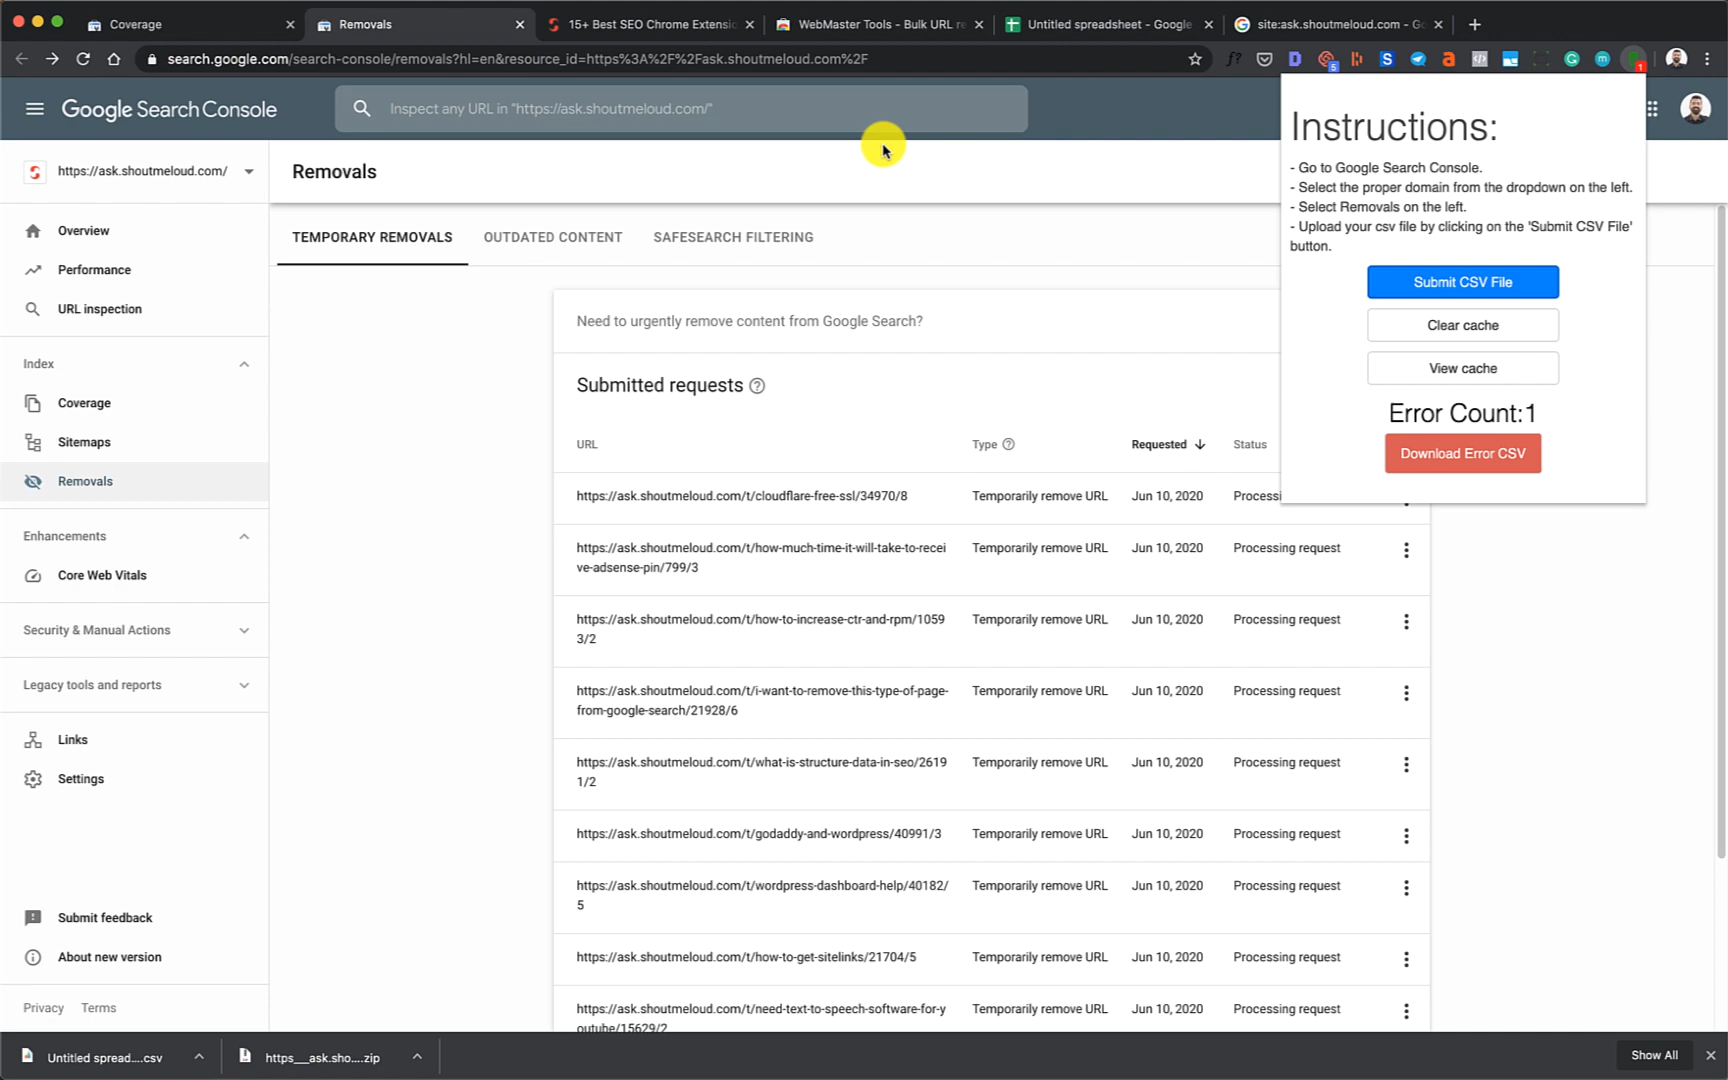 Coverage
Removals
15+ Best SEO Chrome Extensi
WebMaster Tools - Bulk URL re
Untitled spreadsheet - Google
site:ask.shoutmeloud.com - Go
search.google.com/search-console/removals?hl=en&resource_id=https%3A%2F%2Fask.shoutmeloud.com%2F
Google Search Console
Inspect any URL in "https://ask.shoutmeloud.com/"
https://ask.shoutmeloud.com/
Overview
Performance
URL inspection
Index
Coverage
Sitemaps
Removals
Enhancements
Core Web Vitals
Security & Manual Actions
Legacy tools and reports
Links
Settings
Submit feedback
About new version
Privacy Terms
Removals
TEMPORARY REMOVALS
OUTDATED CONTENT
SAFESEARCH FILTERING
Need to urgently remove content from Google Search?
Submitted requests
URL Type Requested Status
https://ask.shoutmeloud.com/t/cloudflare-free-ssl/34970/8 Temporarily remove URL Jun 10, 2020 Processi
https://ask.shoutmeloud.com/t/how-much-time-it-will-take-to-recei Temporarily remove URL Jun 10, 2020 Processing request
ve-adsense-pin/799/3
https://ask.shoutmeloud.com/t/how-to-increase-ctr-and-rpm/1059 Temporarily remove URL Jun 10, 2020 Processing request
3/2
https://ask.shoutmeloud.com/t/i-want-to-remove-this-type-of-page- Temporarily remove URL Jun 10, 2020 Processing request
from-google-search/21928/6
https://ask.shoutmeloud.com/t/what-is-structure-data-in-seo/2619 Temporarily remove URL Jun 10, 2020 Processing request
1/2
https://ask.shoutmeloud.com/t/godaddy-and-wordpress/40991/3 Temporarily remove URL Jun 10, 2020 Processing request
https://ask.shoutmeloud.com/t/wordpress-dashboard-help/40182/ Temporarily remove URL Jun 10, 2020 Processing request
5
https://ask.shoutmeloud.com/t/how-to-get-sitelinks/21704/5 Temporarily remove URL Jun 10, 2020 Processing request
https://ask.shoutmeloud.com/t/need-text-to-speech-software-for-y Temporarily remove URL Jun 10, 2020 Processing request
outube/15629/2
Instructions:
- Go to Google Search Console.
- Select the proper domain from the dropdown on the left.
- Select Removals on the left.
- Upload your csv file by clicking on the 'Submit CSV File'
button.
Submit CSV File
Clear cache
View cache
Error Count:1
Download Error CSV
Untitled spread....csv
https__ask.sho....zip
Show All